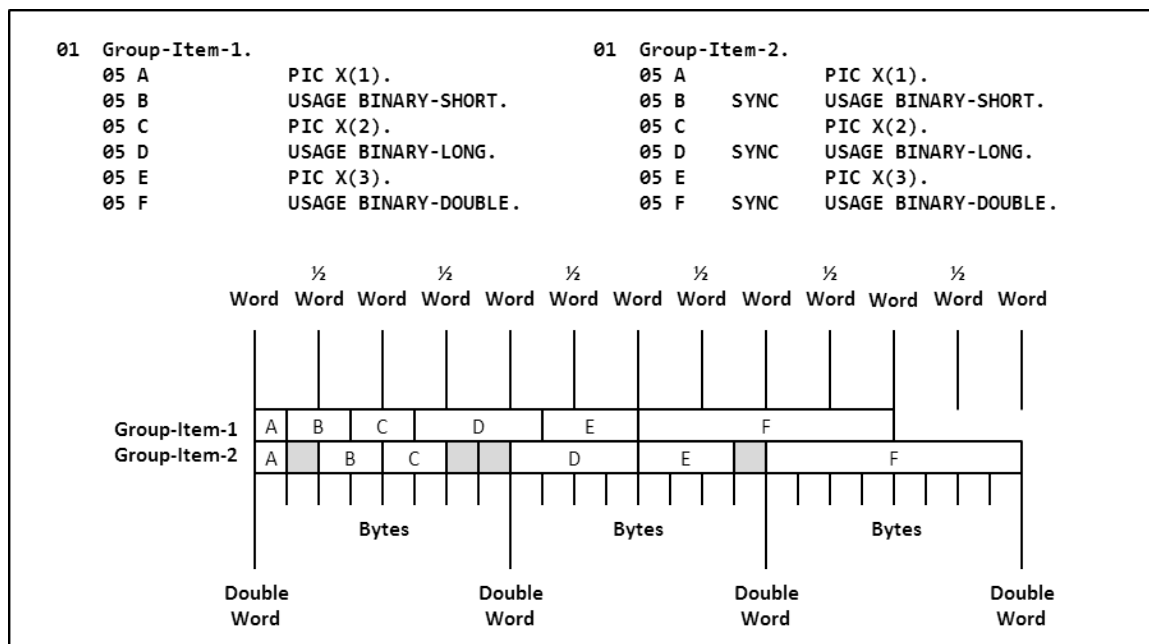 01  Group-Item-1.
05 A  PIC X(1).
05 B  USAGE BINARY-SHORT.
05 C  PIC X(2).
05 D  USAGE BINARY-LONG.
05 E  PIC X(3).
05 F  USAGE BINARY-DOUBLE.
01  Group-Item-2.
05 A  PIC X(1).
05 B  SYNC  USAGE BINARY-SHORT.
05 C  PIC X(2).
05 D  SYNC  USAGE BINARY-LONG.
05 E  PIC X(3).
05 F  SYNC  USAGE BINARY-DOUBLE.
½ ½ ½ ½ ½ ½
Word Word Word Word Word Word Word Word Word Word Word Word Word
Group-Item-1 A B C D E F
Group-Item-2 A B C D E F
Bytes Bytes Bytes
Double Double Double Double
Word Word Word Word